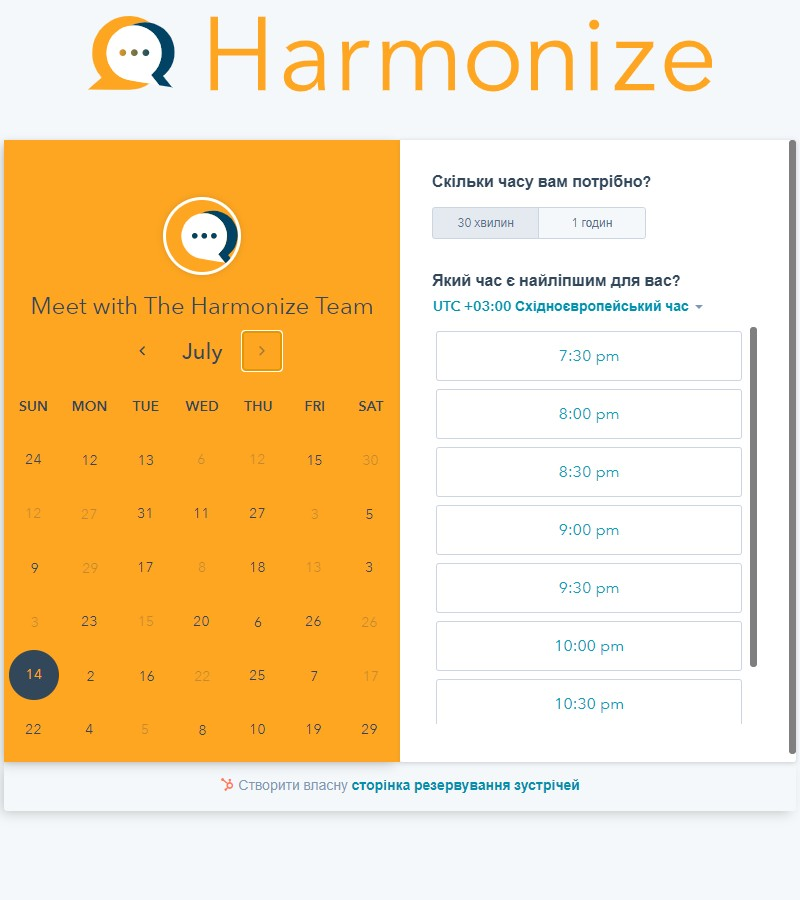 Harmonize
Meet with The Harmonize Team
July
SUN MON TUE WED THU FRI SAT
24 12 13 6 12 15 30
12 27 31 11 27 3 5
9 29 17 8 18 13 3
3 23 15 20 6 26 26
14 2 16 22 25 7 17
22 4 5 8 10 19 29
Скільки часу вам потрібно?
30 хвилин 1 годин
Який час є найліпшим для вас?
UTC +03:00 Східноєвропейський час
7:30 pm
8:00 pm
8:30 pm
9:00 pm
9:30 pm
10:00 pm
10:30 pm
Створити власну сторінка резервування зустрічей